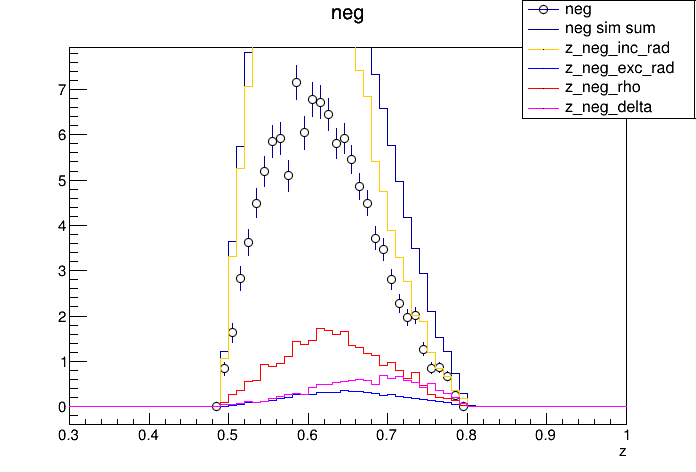 neg
neg
neg sim sum
z_neg_inc_rad
z_neg_exc_rad
z_neg_rho
z_neg_delta
7
6
5
4
3
2
1
0
0.3 0.4 0.5 0.6 0.7 0.8 0.9 1
z